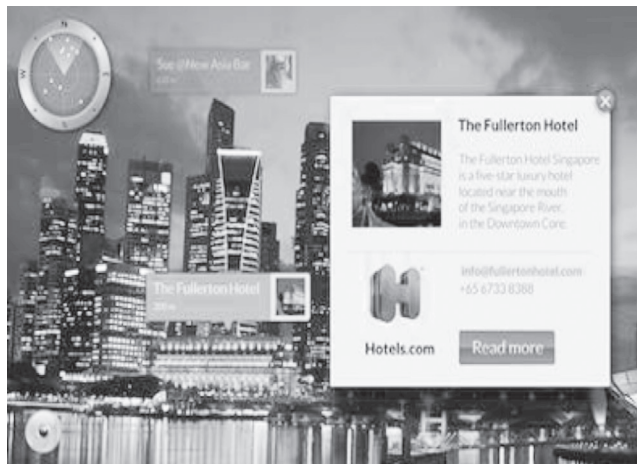 Sue @New Asia Bar
The Fullerton Hotel
The Fullerton Hotel Singapore
is a five-star luxury hotel
located near the mouth
of the Singapore River,
in the Downtown Core.
info@fullertonhotel.com
+65 6733 8388
Hotels.com
Read more
The Fullerton Hotel
200 m